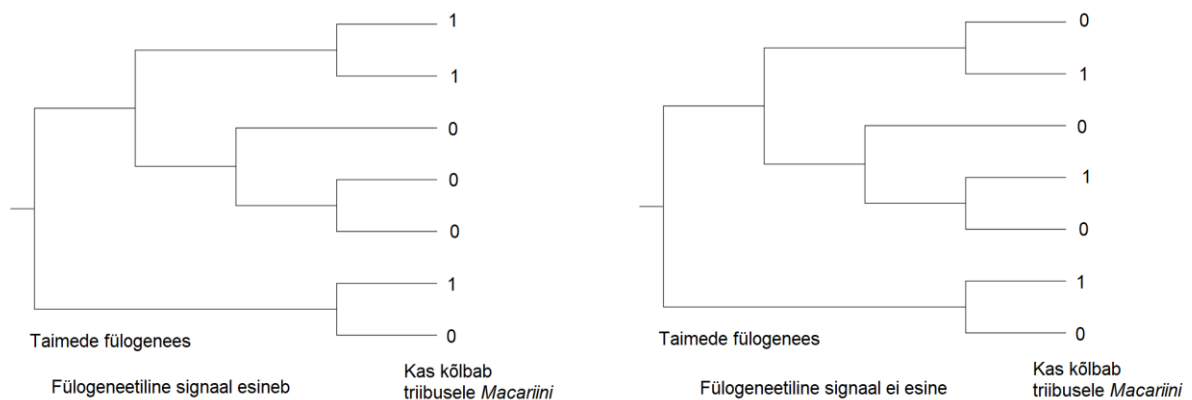 1
1
0
0
0
1
0
Taimede fülogenees
Fülogeneetiline signaal esineb
Kas kõlbab
triibusele Macariini
0
1
0
1
0
1
0
Taimede fülogenees
Fülogeneetiline signaal ei esine
Kas kõlbab
triibusele Macariini